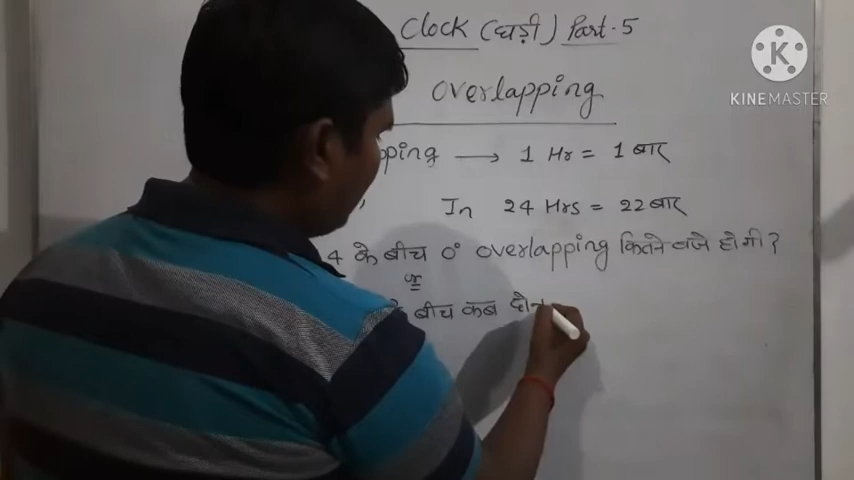 Clock (घड़ी) Part-5
K
KINEMASTER
overlapping
pping → 1 Hr = 1 बार
In 24 Hrs = 22 बार
4 के बीच 0° overlapping कितने बजे होगी?
or
बीच कब दोन